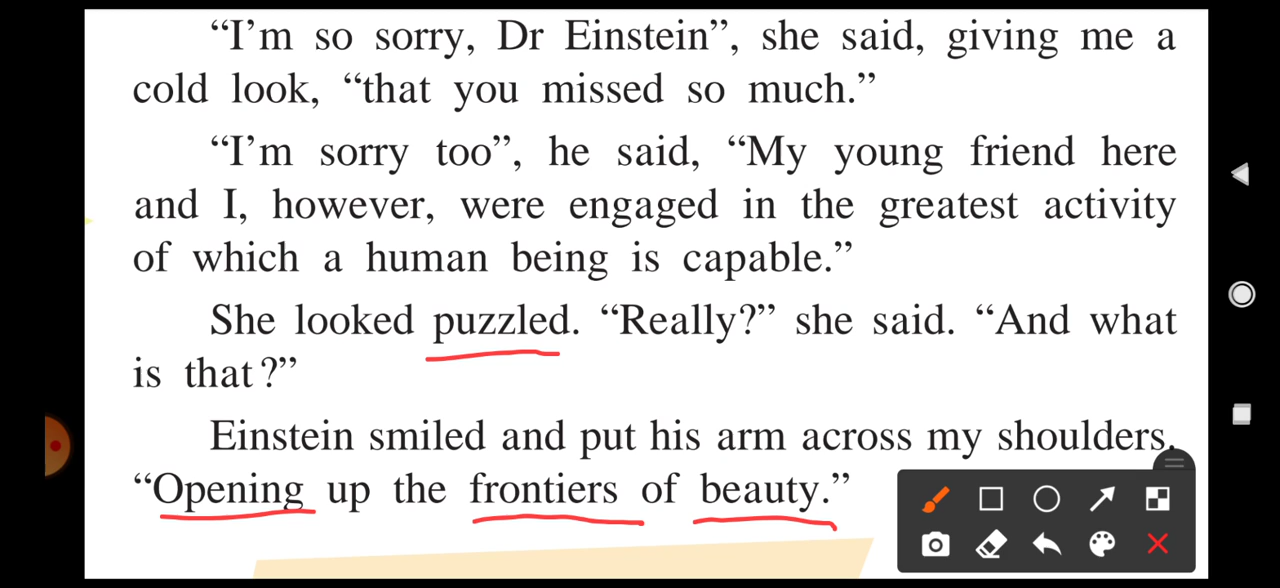 “I’m so sorry, Dr Einstein”, she said, giving me a
cold look, “that you missed so much.”
“I’m sorry too”, he said, “My young friend here
and I, however, were engaged in the greatest activity
of which a human being is capable.”
She looked puzzled. “Really?” she said. “And what
is that?”
Einstein smiled and put his arm across my shoulders.
“Opening up the frontiers of beauty.”